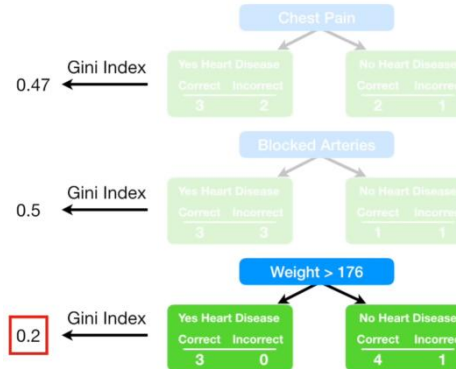 Chest Pain
Gini Index
0.47
Yes Heart Disease
Correct Incorrect
3 2
No Heart Disease
Correct Incorrect
2 1
Blocked Arteries
Gini Index
0.5
Yes Heart Disease
Correct Incorrect
3 3
No Heart Disease
Correct Incorrect
1 1
Weight > 176
Gini Index
0.2
Yes Heart Disease
Correct Incorrect
3 0
No Heart Disease
Correct Incorrect
4 1